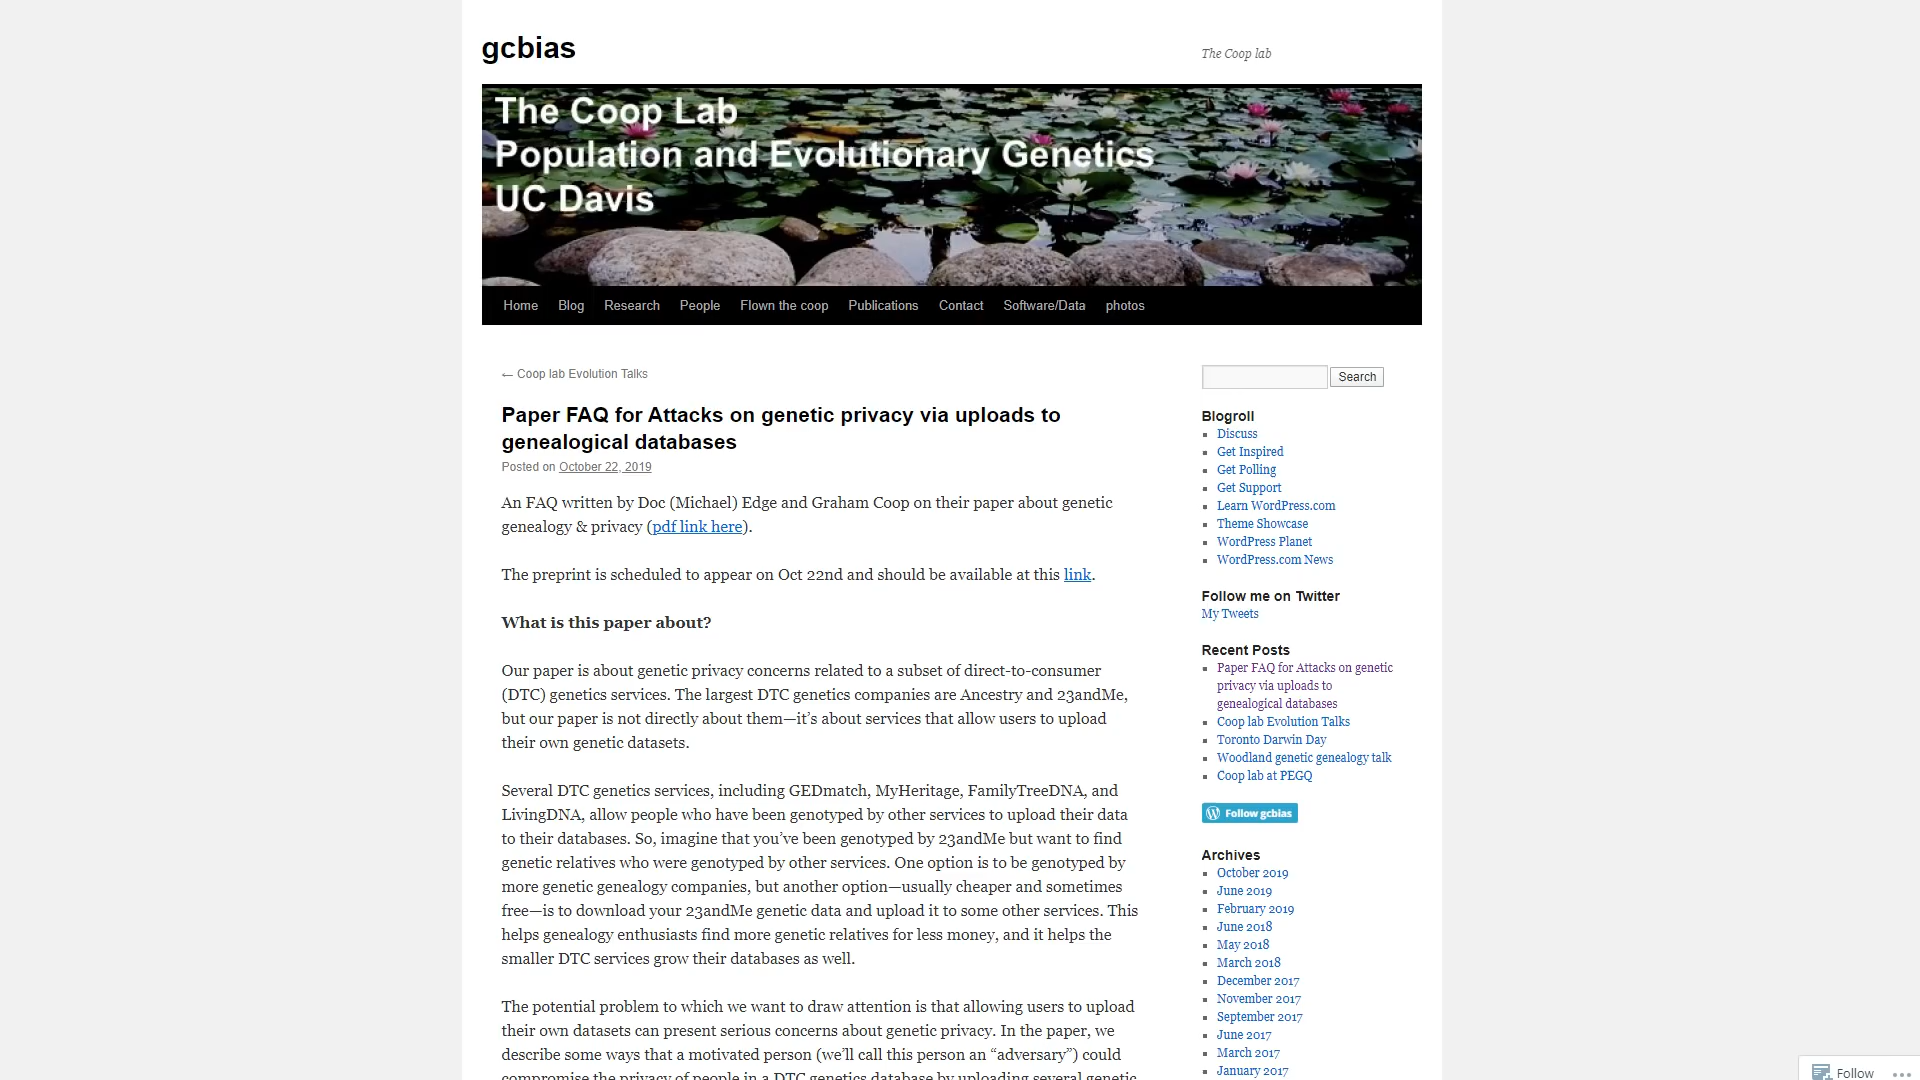 gcbias
The Coop lab
The Coop Lab
Population and Evolutionary Genetics
UC Davis
Home Blog Research People Flown the coop Publications Contact Software/Data photos
← Coop lab Evolution Talks
Paper FAQ for Attacks on genetic privacy via uploads to
genealogical databases
Posted on October 22, 2019
An FAQ written by Doc (Michael) Edge and Graham Coop on their paper about genetic
genealogy & privacy (pdf link here).
The preprint is scheduled to appear on Oct 22nd and should be available at this link.
What is this paper about?
Our paper is about genetic privacy concerns related to a subset of direct-to-consumer
(DTC) genetics services. The largest DTC genetics companies are Ancestry and 23andMe,
but our paper is not directly about them—it’s about services that allow users to upload
their own genetic datasets.
Several DTC genetics services, including GEDmatch, MyHeritage, FamilyTreeDNA, and
LivingDNA, allow people who have been genotyped by other services to upload their data
to their databases. So, imagine that you’ve been genotyped by 23andMe but want to find
genetic relatives who were genotyped by other services. One option is to be genotyped by
more genetic genealogy companies, but another option—usually cheaper and sometimes
free—is to download your 23andMe genetic data and upload it to some other services. This
helps genealogy enthusiasts find more genetic relatives for less money, and it helps the
smaller DTC services grow their databases as well.
The potential problem to which we want to draw attention is that allowing users to upload
their own datasets can present serious concerns about genetic privacy. In the paper, we
describe some ways that a motivated person (we’ll call this person an “adversary”) could
compromise the privacy of people in a DTC genetics database by uploading several genetic
Search
Blogroll
Discuss
Get Inspired
Get Polling
Get Support
Learn WordPress.com
Theme Showcase
WordPress Planet
WordPress.com News
Follow me on Twitter
My Tweets
Recent Posts
Paper FAQ for Attacks on genetic
privacy via uploads to
genealogical databases
Coop lab Evolution Talks
Toronto Darwin Day
Woodland genetic genealogy talk
Coop lab at PEGQ
Follow gcbias
Archives
October 2019
June 2019
February 2019
June 2018
May 2018
March 2018
December 2017
November 2017
September 2017
June 2017
March 2017
January 2017
Follow